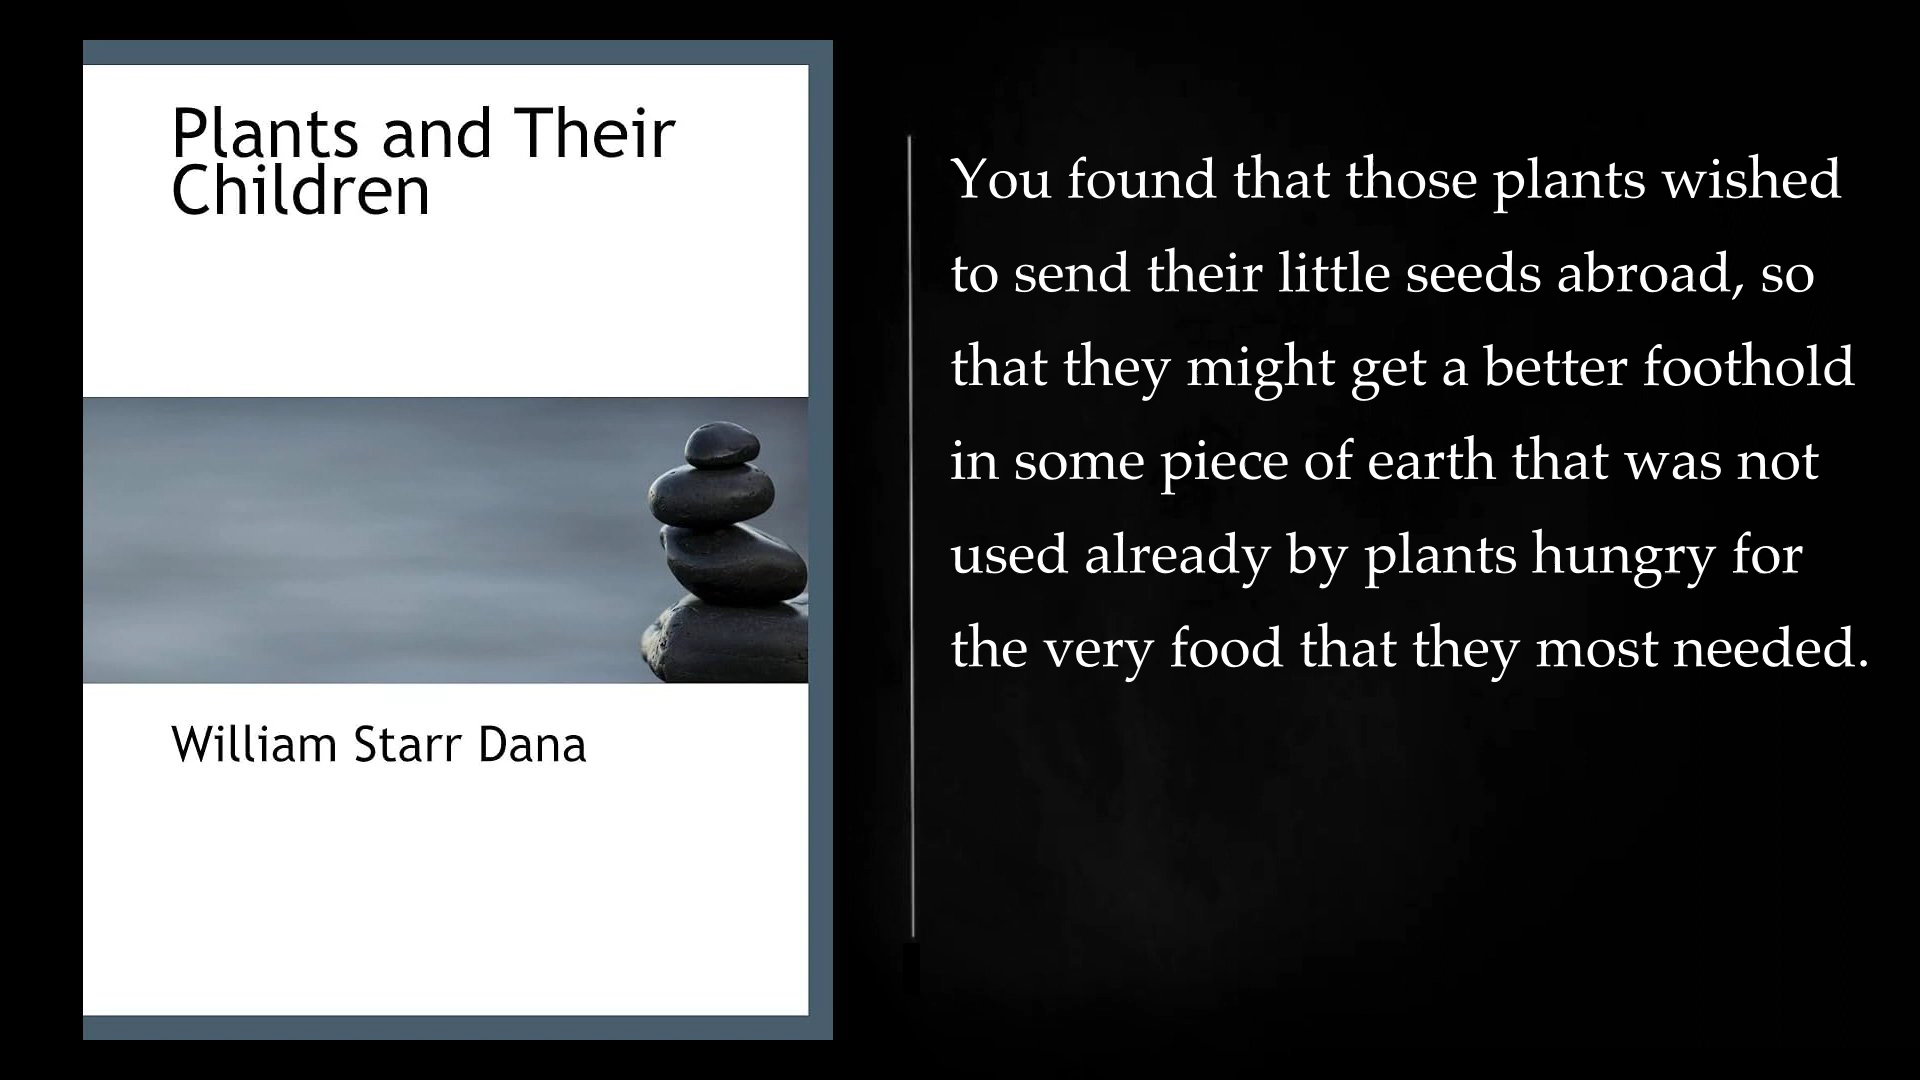 Plants and Their
Children
William Starr Dana
You found that those plants wished
to send their little seeds abroad, so
that they might get a better foothold
in some piece of earth that was not
used already by plants hungry for
the very food that they most needed.